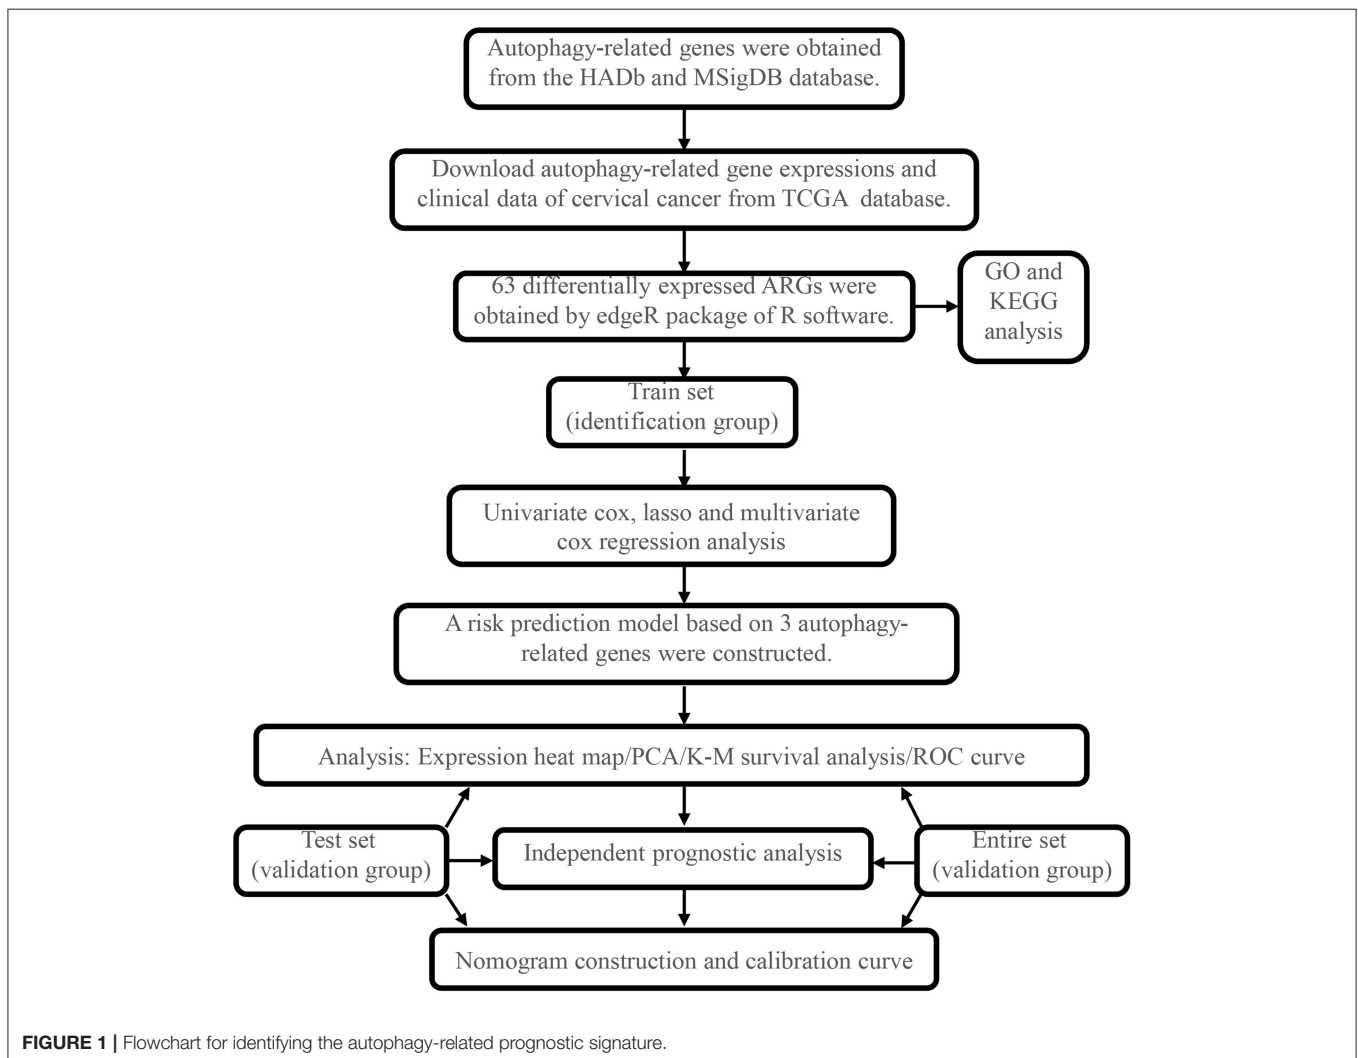 Autophagy-related genes were obtained
from the HADb and MSigDB database.
Download autophagy-related gene expressions and
clinical data of cervical cancer from TCGA database.
63 differentially expressed ARGs were
obtained by edgeR package of R software.
GO and
KEGG
analysis
Train set
(identification group)
Univariate cox, lasso and multivariate
cox regression analysis
A risk prediction model based on 3 autophagy-
related genes were constructed.
Analysis: Expression heat map/PCA/K-M survival analysis/ROC curve
Test set
(validation group)
Independent prognostic analysis
Entire set
(validation group)
Nomogram construction and calibration curve
FIGURE 1 | Flowchart for identifying the autophagy-related prognostic signature.